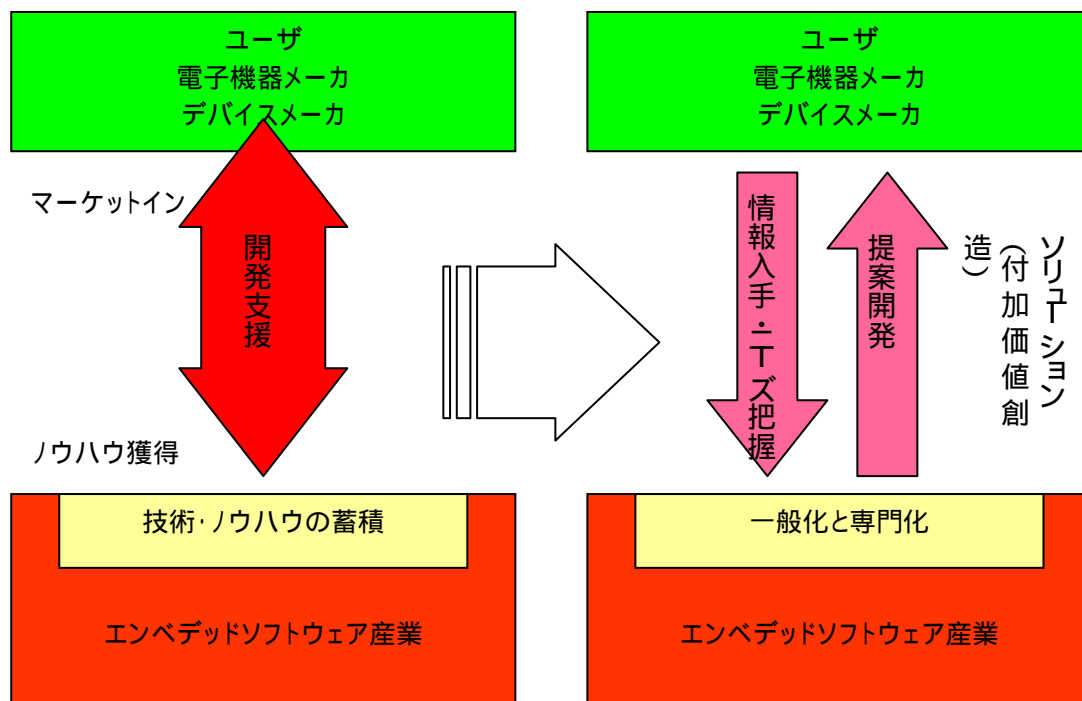 ユーザ
電子機器メーカ
デバイスメーカ
マーケットイン
開発支援
ノウハウ獲得
技術・ノウハウの蓄積
エンベデッドソフトウェア産業
ユーザ
電子機器メーカ
デバイスメーカ
情報入手・ニーズ把握
提案開発
ソリューション
(付加価値創
造)
一般化と専門化
エンベデッドソフトウェア産業